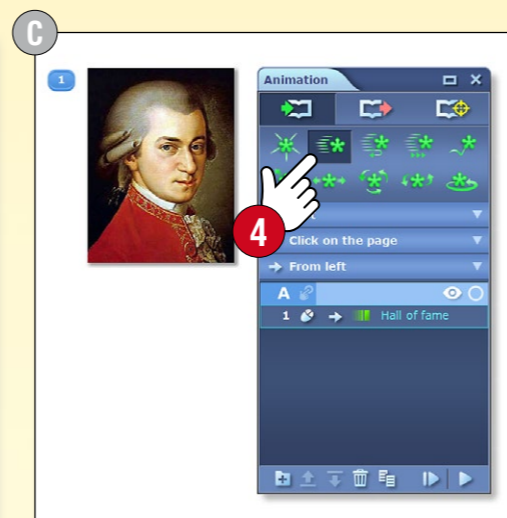 C
1
Animation
4
Click on the page
From left
A
1 Hall of fame